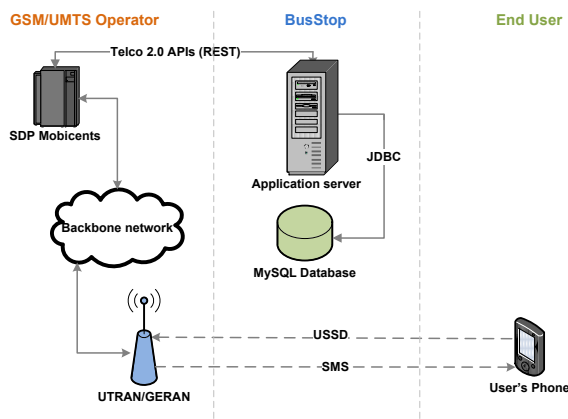 GSM/UMTS Operator
BusStop
End User
Telco 2.0 APIs (REST)
SDP Mobicents
JDBC
Application server
Backbone network
MySQL Database
USSD
SMS
UTRAN/GERAN
User's Phone